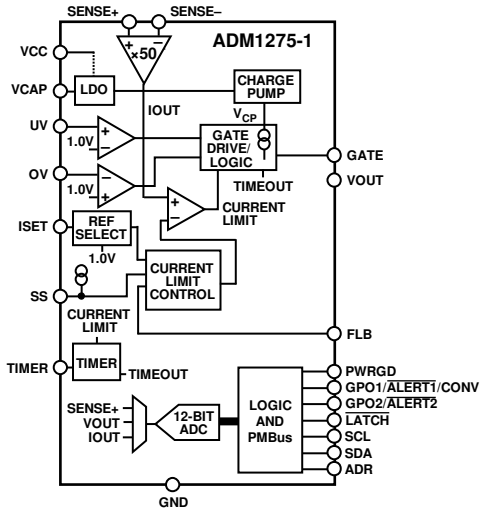 SENSE+ SENSE–
ADM1275-1
VCC
+ –
×50
VCAP
LDO
CHARGE
PUMP
IOUT
VCP
UV
+
1.0V –
GATE
DRIVE/
LOGIC
GATE
OV
–
1.0V +
TIMEOUT
VOUT
+
–
CURRENT
LIMIT
ISET
REF
SELECT
1.0V
CURRENT
LIMIT
CONTROL
SS
CURRENT
LIMIT
FLB
TIMER
TIMER
TIMEOUT
PWRGD
GPO1/ALERT1/CONV
GPO2/ALERT2
LATCH
SCL
SDA
ADR
SENSE+
VOUT
IOUT
12-BIT
ADC
LOGIC
AND
PMBus
GND